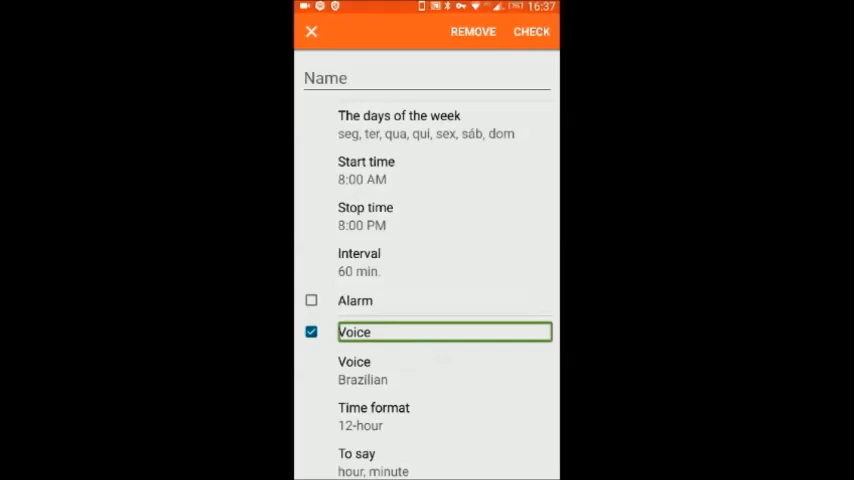 16:37
REMOVE CHECK
Name
The days of the week
seg, ter, qua, qui, sex, sáb, dom
Start time
8:00 AM
Stop time
8:00 PM
Interval
60 min.
Alarm
Voice
Voice
Brazilian
Time format
12-hour
To say
hour, minute